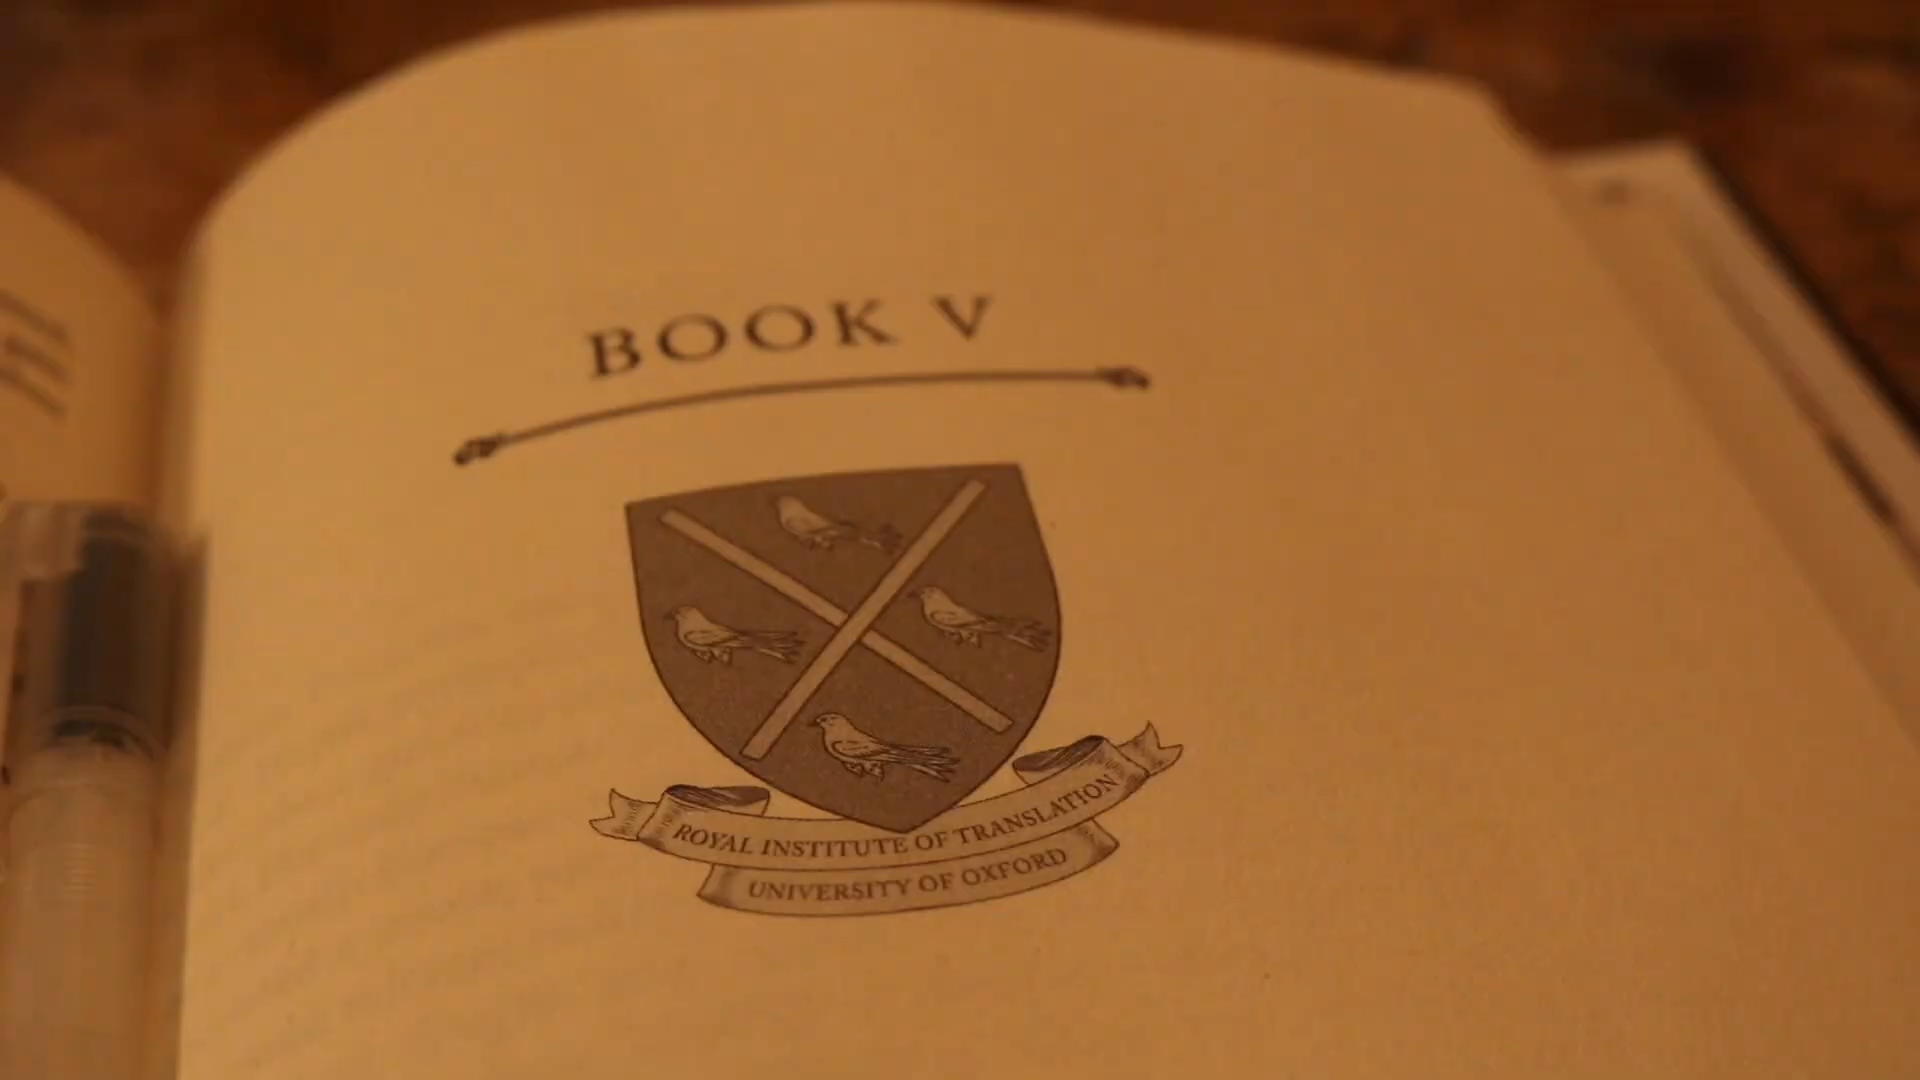 BOOK V
ROYAL INSTITUTE OF TRANSLATION
UNIVERSITY OF OXFORD